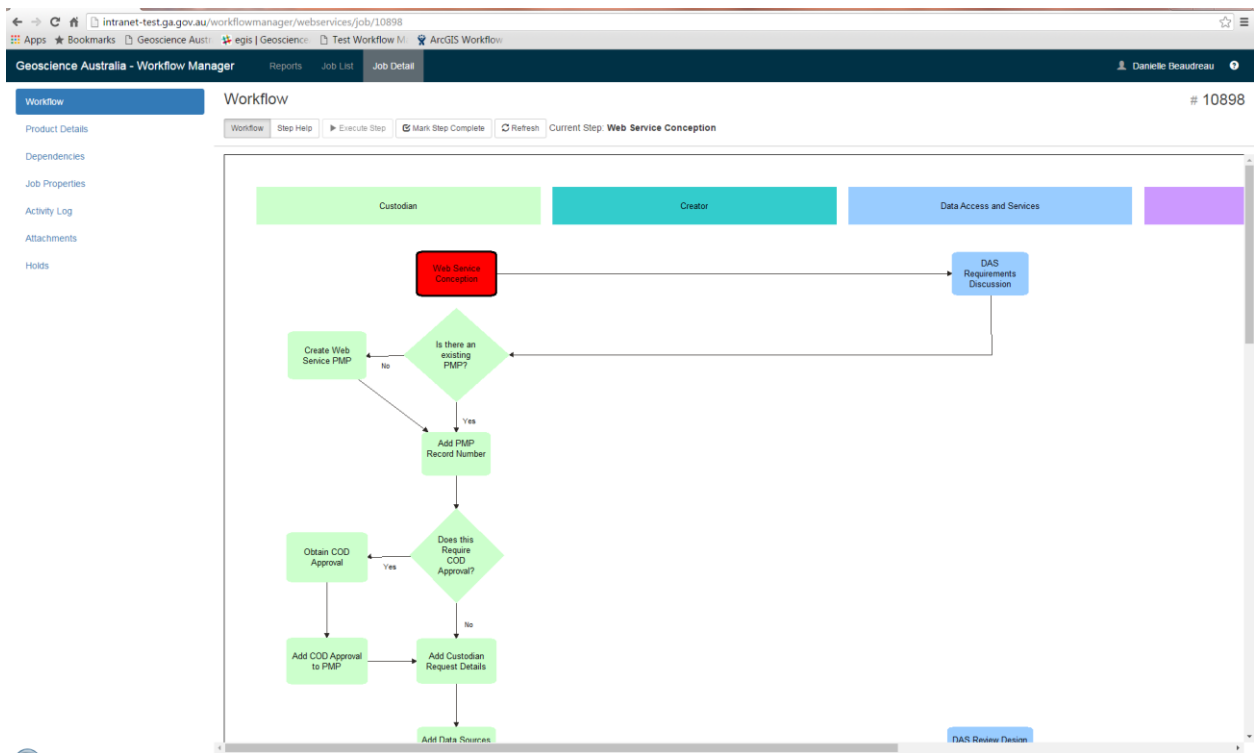 intranet-test.ga.gov.au/workflowmanager/webservices/job/10898
Apps Bookmarks Geoscience Austr egis | Geoscience Test Workflow M ArcGIS Workflow
Geoscience Australia - Workflow Manager Reports Job List Job Detail Danielle Beaudreau
Workflow
Product Details
Dependencies
Job Properties
Activity Log
Attachments
Holds
Workflow # 10898
Workflow Step Help Execute Step Mark Step Complete Refresh Current Step: Web Service Conception
Custodian Creator Data Access and Services
Web Service
Conception
DAS
Requirements
Discussion
Create Web
Service PMP
No
Is there an
existing
PMP?
Yes
Add PMP
Record Number
Obtain COD
Approval
Yes
Does this
Require
COD
Approval?
No
Add COD Approval
to PMP
Add Custodian
Request Details
Add Data Sources
DAS Review Design